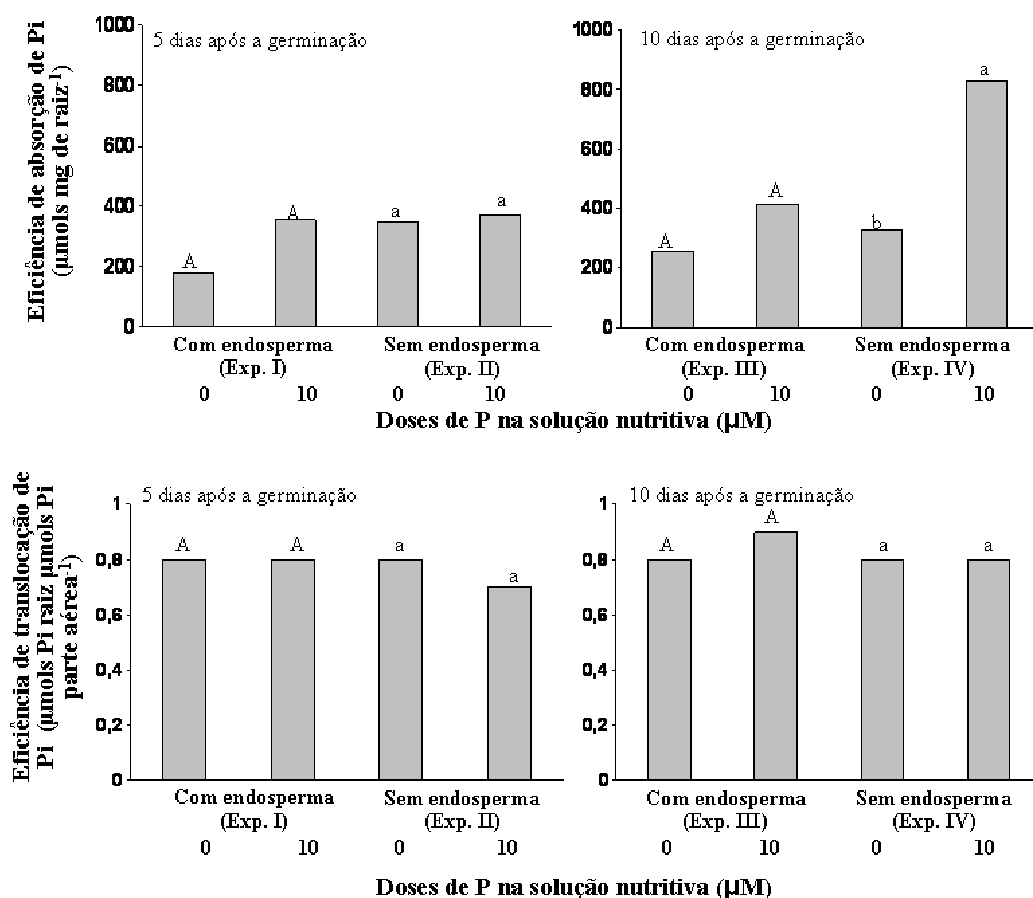 Eficiência de absorção de Pi
(µmols mg de raiz-1)
5 dias após a germinação
1000
800
600
400
200
0
A
A
a
a
Com endosperma
(Exp. I)
Sem endosperma
(Exp. II)
0
10
0
10
10 dias após a germinação
1000
800
600
400
200
0
A
A
b
a
Com endosperma
(Exp. III)
Sem endosperma
(Exp. IV)
0
10
0
10
Doses de P na solução nutritiva (µM)
Eficiência de translocação de
Pi (µmols Pi raiz µmols Pi
parte aérea-1)
5 dias após a germinação
1
0,8
0,6
0,4
0,2
0
A
A
a
a
Com endosperma
(Exp. I)
Sem endosperma
(Exp. II)
0
10
0
10
10 dias após a germinação
1
0,8
0,6
0,4
0,2
0
A
A
a
a
Com endosperma
(Exp. III)
Sem endosperma
(Exp. IV)
0
10
0
10
Doses de P na solução nutritiva (µM)